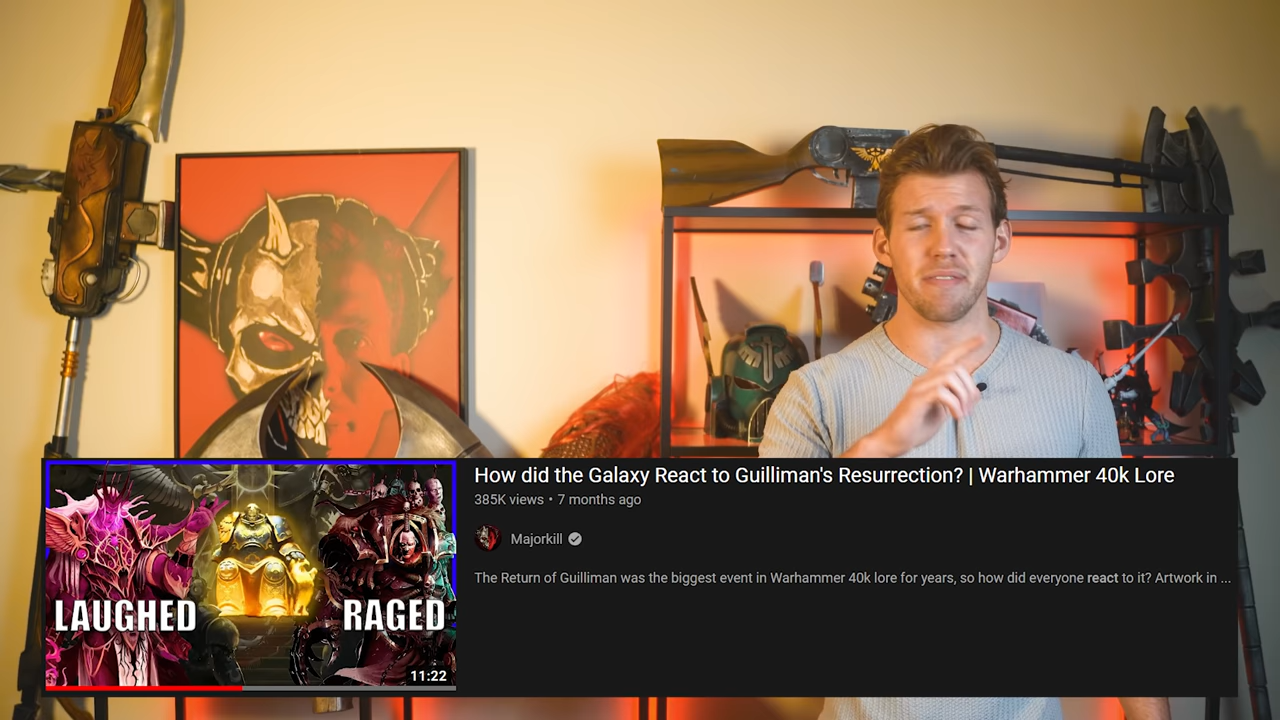 How did the Galaxy React to Guilliman's Resurrection? | Warhammer 40k Lore
385K views • 7 months ago
Majorkill
The Return of Guilliman was the biggest event in Warhammer 40k lore for years, so how did everyone react to it? Artwork in ...
LAUGHED RAGED
11:22